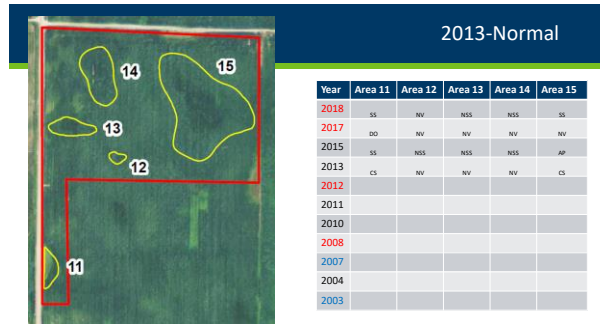 2013-Normal
14
15
13
12
11
Year Area 11 Area 12 Area 13 Area 14 Area 15
2018 SS NV NSS NSS SS
2017 DD NV NV NV NV
2015 SS NSS NSS NSS AP
2013 CS NV NV NV CS
2012
2011
2010
2008
2007
2004
2003